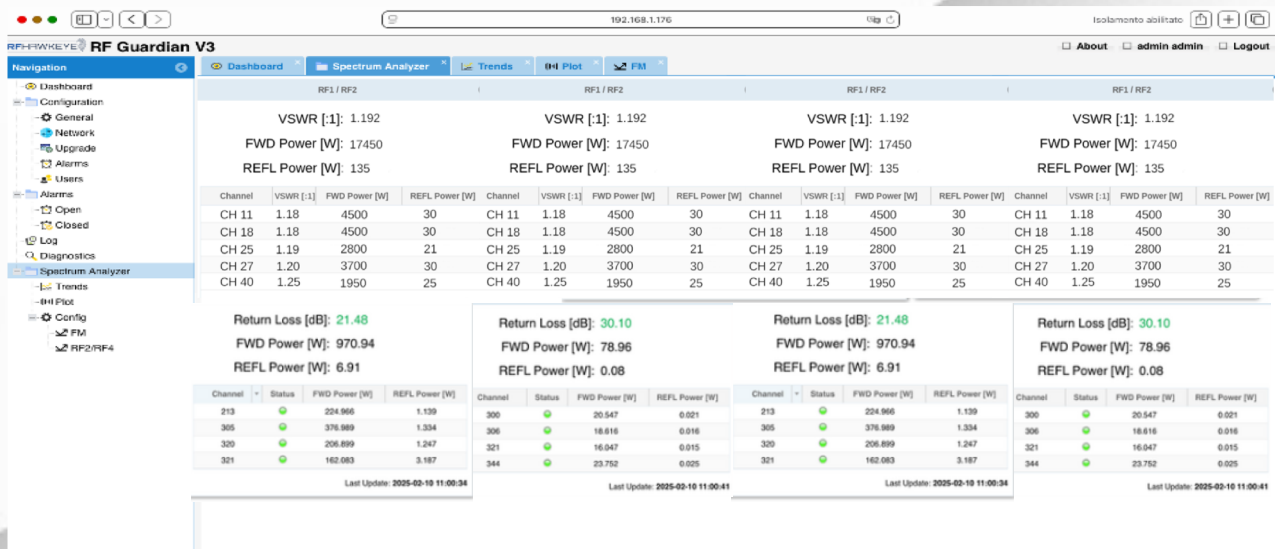 192.168.1.176 Isolamento abilitato
RFHAWKEYE RF Guardian V3 About admin admin Logout
Navigation Dashboard Spectrum Analyzer Trends Plot FM
Dashboard
Configuration
General
Network
Upgrade
Alarms
Users
Alarms
Open
Closed
Log
Diagnostics
Spectrum Analyzer
Trends
Plot
Config
FM
RF2/RF4
RF1 / RF2 RF1 / RF2 RF1 / RF2 RF1 / RF2
VSWR [:1]: 1.192 VSWR [:1]: 1.192 VSWR [:1]: 1.192 VSWR [:1]: 1.192
FWD Power [W]: 17450 FWD Power [W]: 17450 FWD Power [W]: 17450 FWD Power [W]: 17450
REFL Power [W]: 135 REFL Power [W]: 135 REFL Power [W]: 135 REFL Power [W]: 135
Channel VSWR [:1] FWD Power [W] REFL Power [W] Channel VSWR [:1] FWD Power [W] REFL Power [W] Channel VSWR [:1] FWD Power [W] REFL Power [W] Channel VSWR [:1] FWD Power [W] REFL Power [W]
CH 11 1.18 4500 30 CH 11 1.18 4500 30 CH 11 1.18 4500 30 CH 11 1.18 4500 30
CH 18 1.18 4500 30 CH 18 1.18 4500 30 CH 18 1.18 4500 30 CH 18 1.18 4500 30
CH 25 1.19 2800 21 CH 25 1.19 2800 21 CH 25 1.19 2800 21 CH 25 1.19 2800 21
CH 27 1.20 3700 30 CH 27 1.20 3700 30 CH 27 1.20 3700 30 CH 27 1.20 3700 30
CH 40 1.25 1950 25 CH 40 1.25 1950 25 CH 40 1.25 1950 25 CH 40 1.25 1950 25
Return Loss [dB]: 21.48
FWD Power [W]: 970.94
REFL Power [W]: 6.91
Channel Status FWD Power [W] REFL Power [W]
213 224.966 1.139
305 376.989 1.334
320 206.899 1.247
321 162.083 3.187
Last Update: 2025-02-10 11:00:34
Return Loss [dB]: 30.10
FWD Power [W]: 78.96
REFL Power [W]: 0.08
Channel Status FWD Power [W] REFL Power [W]
300 20.547 0.021
306 18.616 0.016
321 16.047 0.015
344 23.752 0.025
Last Update: 2025-02-10 11:00:41
Return Loss [dB]: 21.48
FWD Power [W]: 970.94
REFL Power [W]: 6.91
Channel Status FWD Power [W] REFL Power [W]
213 224.966 1.139
305 376.989 1.334
320 206.899 1.247
321 162.083 3.187
Last Update: 2025-02-10 11:00:34
Return Loss [dB]: 30.10
FWD Power [W]: 78.96
REFL Power [W]: 0.08
Channel Status FWD Power [W] REFL Power [W]
300 20.547 0.021
306 18.616 0.016
321 16.047 0.015
344 23.752 0.025
Last Update: 2025-02-10 11:00:41